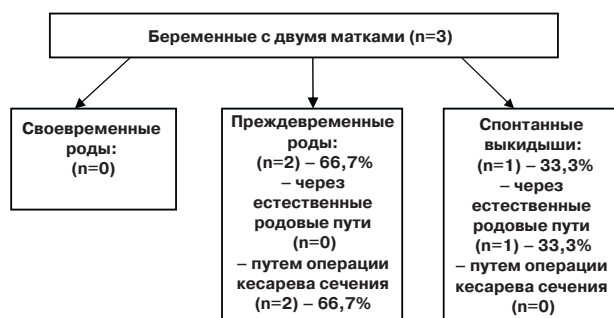 Беременные с двумя матками (n=3)
Своевременные
роды:
(n=0)
Преждевременные
роды:
(n=2) – 66,7%
– через
естественные
родовые пути
(n=0)
– путем операции
кесарева сечения
(n=2) – 66,7%
Спонтанные
выкидыши:
(n=1) – 33,3%
– через
естественные
родовые пути
(n=1) – 33,3%
– путем операции
кесарева сечения
(n=0)